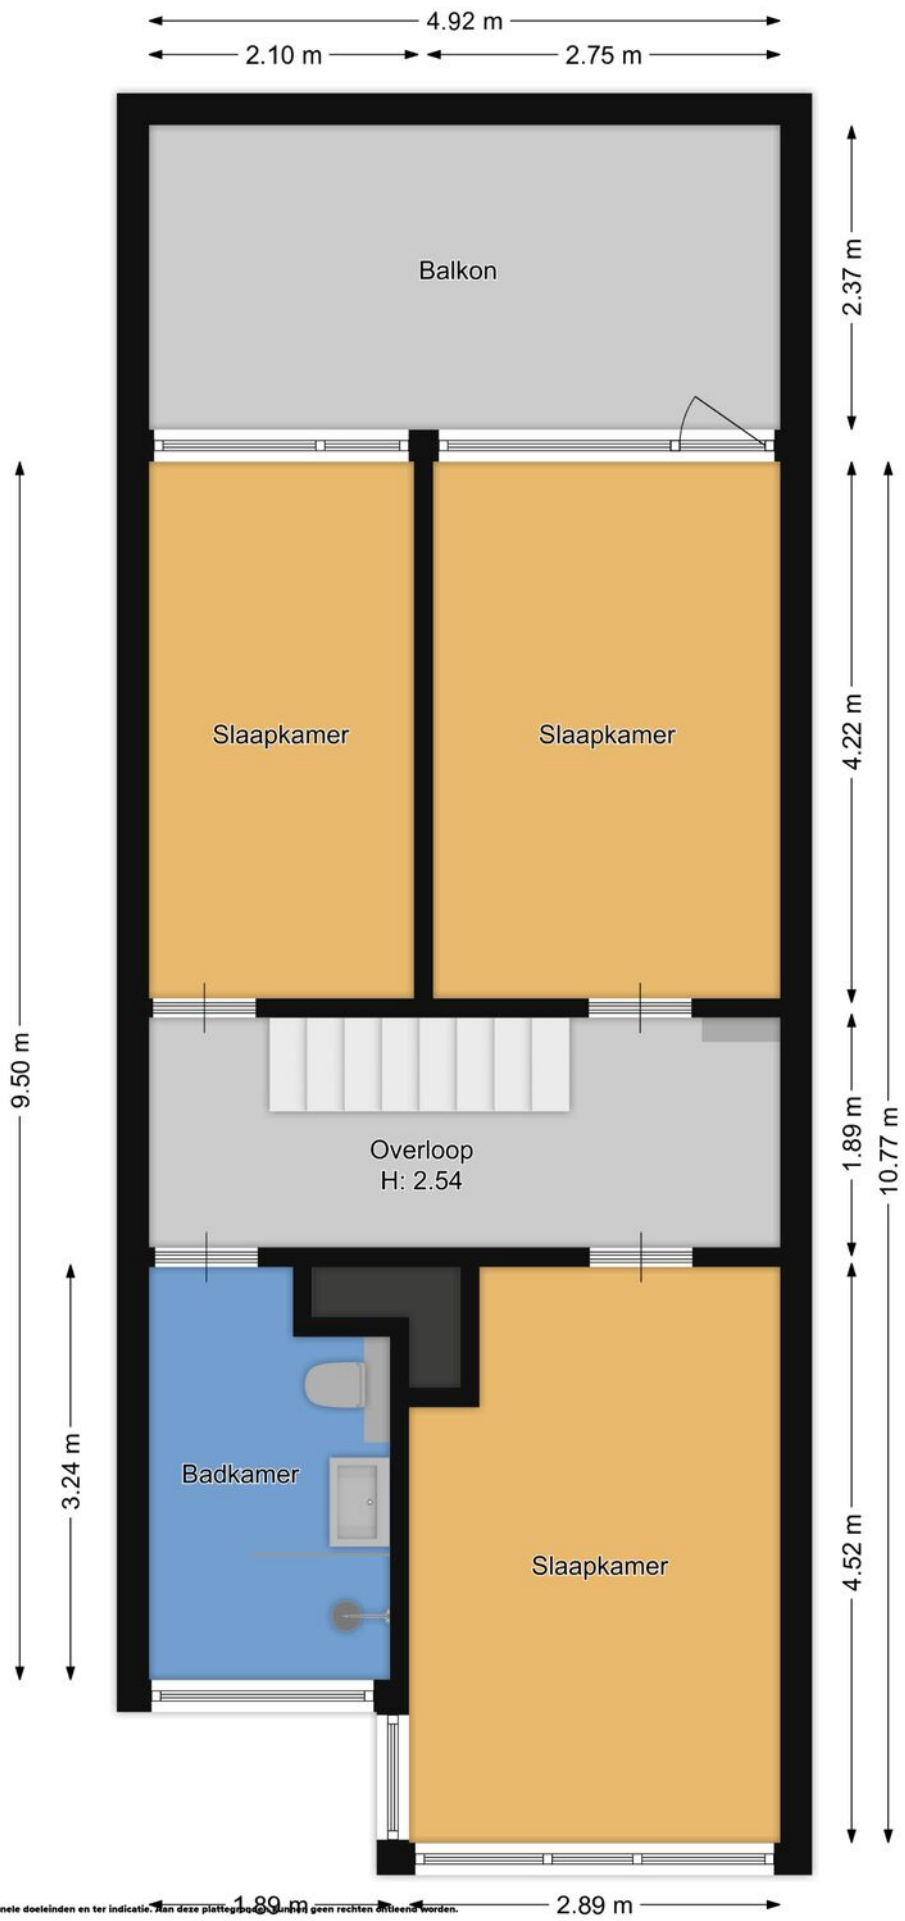 4.92 m
2.10 m
2.75 m
Balkon
2.37 m
Slaapkamer
Slaapkamer
4.22 m
9.50 m
Overloop
H: 2.54
1.89 m
10.77 m
3.24 m
Badkamer
Slaapkamer
4.52 m
1.89 m
2.89 m
nele doeleinden en ter indicatie. Aan deze plattegronden kunnen geen rechten ontleend worden.